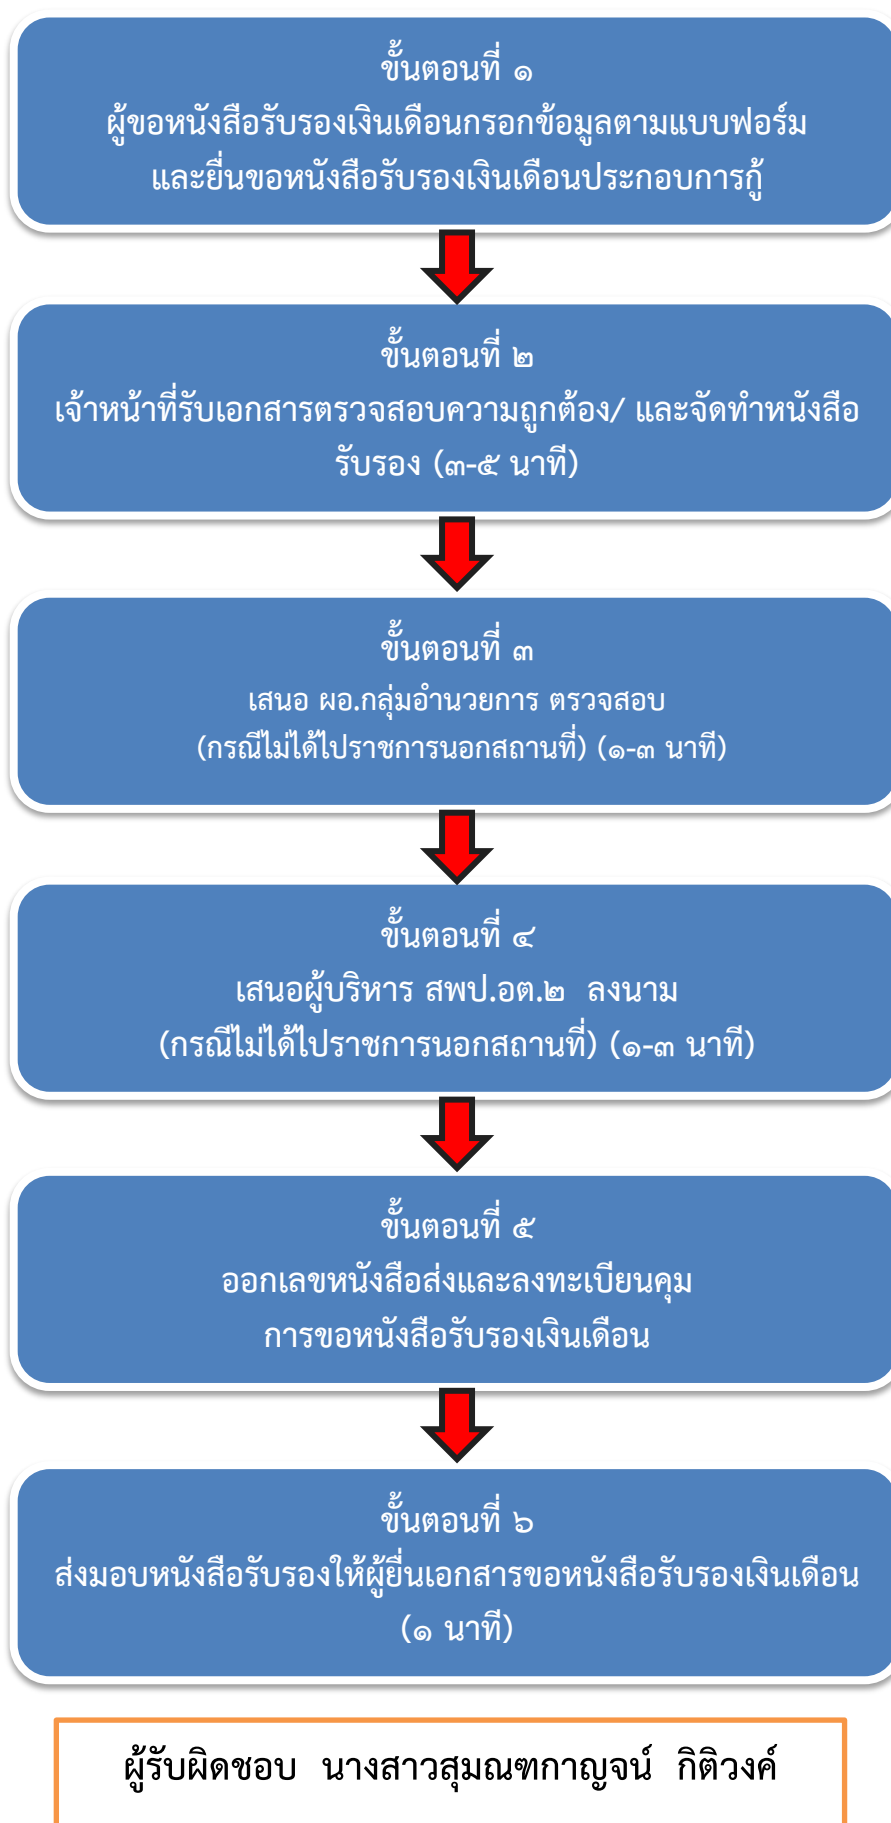 ขั้นตอนที่ ๑
ผู้ขอหนังสือรับรองเงินเดือนกรอกข้อมูลตามแบบฟอร์ม
และยื่นขอหนังสือรับรองเงินเดือนประกอบการกู้
ขั้นตอนที่ ๒
เจ้าหน้าที่รับเอกสารตรวจสอบความถูกต้อง/ และจัดทำหนังสือ
รับรอง (๓-๕ นาที)
ขั้นตอนที่ ๓
เสนอ ผอ.กลุ่มอำนวยการ ตรวจสอบ
(กรณีไม่ได้ไปราชการนอกสถานที่) (๑-๓ นาที)
ขั้นตอนที่ ๔
เสนอผู้บริหาร สพป.อต.๒ ลงนาม
(กรณีไม่ได้ไปราชการนอกสถานที่) (๑-๓ นาที)
ขั้นตอนที่ ๕
ออกเลขหนังสือส่งและลงทะเบียนคุม
การขอหนังสือรับรองเงินเดือน
ขั้นตอนที่ ๖
ส่งมอบหนังสือรับรองให้ผู้ยื่นเอกสารขอหนังสือรับรองเงินเดือน
(๑ นาที)
ผู้รับผิดชอบ นางสาวสุมณฑกาญจน์ กิติวงค์